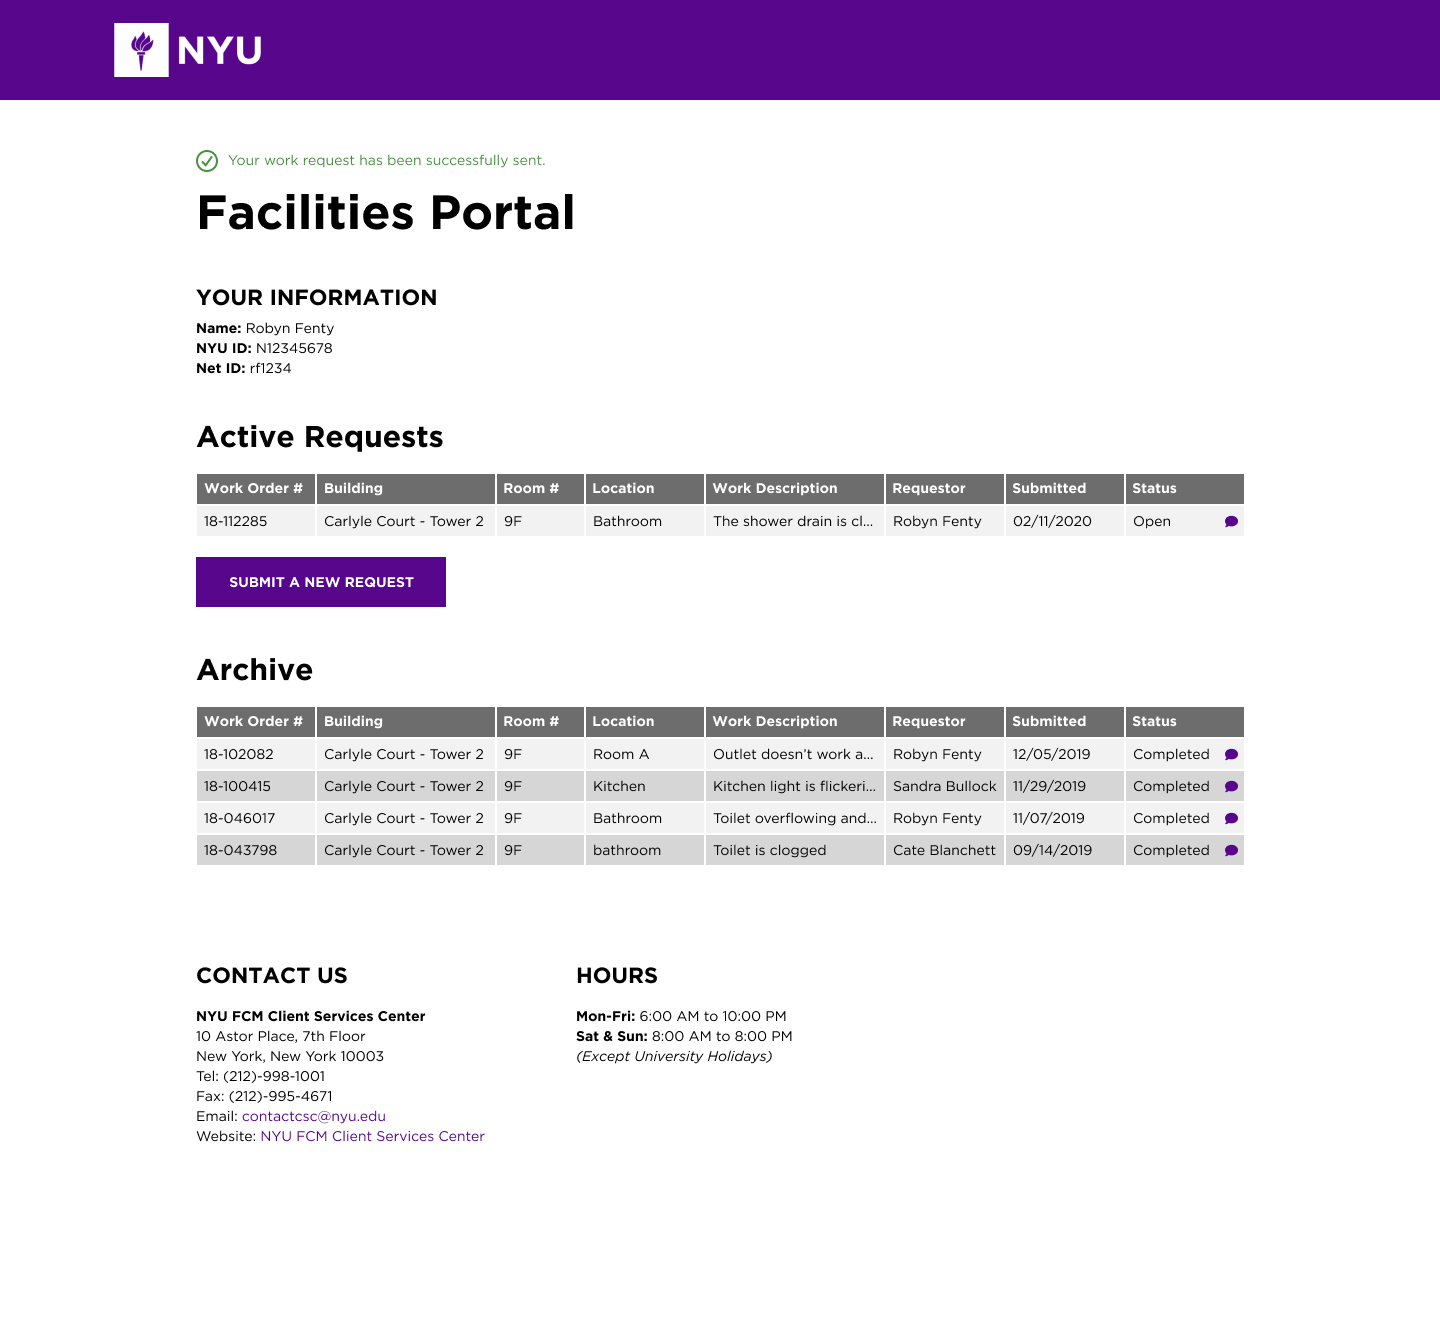 NYU
Your work request has been successfully sent.
Facilities Portal
YOUR INFORMATION
Name: Robyn Fenty
NYU ID: N12345678
Net ID: rf1234
Active Requests
Work Order # Building Room # Location Work Description Requestor Submitted Status
18-112285 Carlyle Court - Tower 2 9F Bathroom The shower drain is cl... Robyn Fenty 02/11/2020 Open
SUBMIT A NEW REQUEST
Archive
Work Order # Building Room # Location Work Description Requestor Submitted Status
18-102082 Carlyle Court - Tower 2 9F Room A Outlet doesn’t work a... Robyn Fenty 12/05/2019 Completed
18-100415 Carlyle Court - Tower 2 9F Kitchen Kitchen light is flickeri... Sandra Bullock 11/29/2019 Completed
18-046017 Carlyle Court - Tower 2 9F Bathroom Toilet overflowing and... Robyn Fenty 11/07/2019 Completed
18-043798 Carlyle Court - Tower 2 9F bathroom Toilet is clogged Cate Blanchett 09/14/2019 Completed
CONTACT US
NYU FCM Client Services Center
10 Astor Place, 7th Floor
New York, New York 10003
Tel: (212)-998-1001
Fax: (212)-995-4671
Email: contactcsc@nyu.edu
Website: NYU FCM Client Services Center
HOURS
Mon-Fri: 6:00 AM to 10:00 PM
Sat & Sun: 8:00 AM to 8:00 PM
(Except University Holidays)